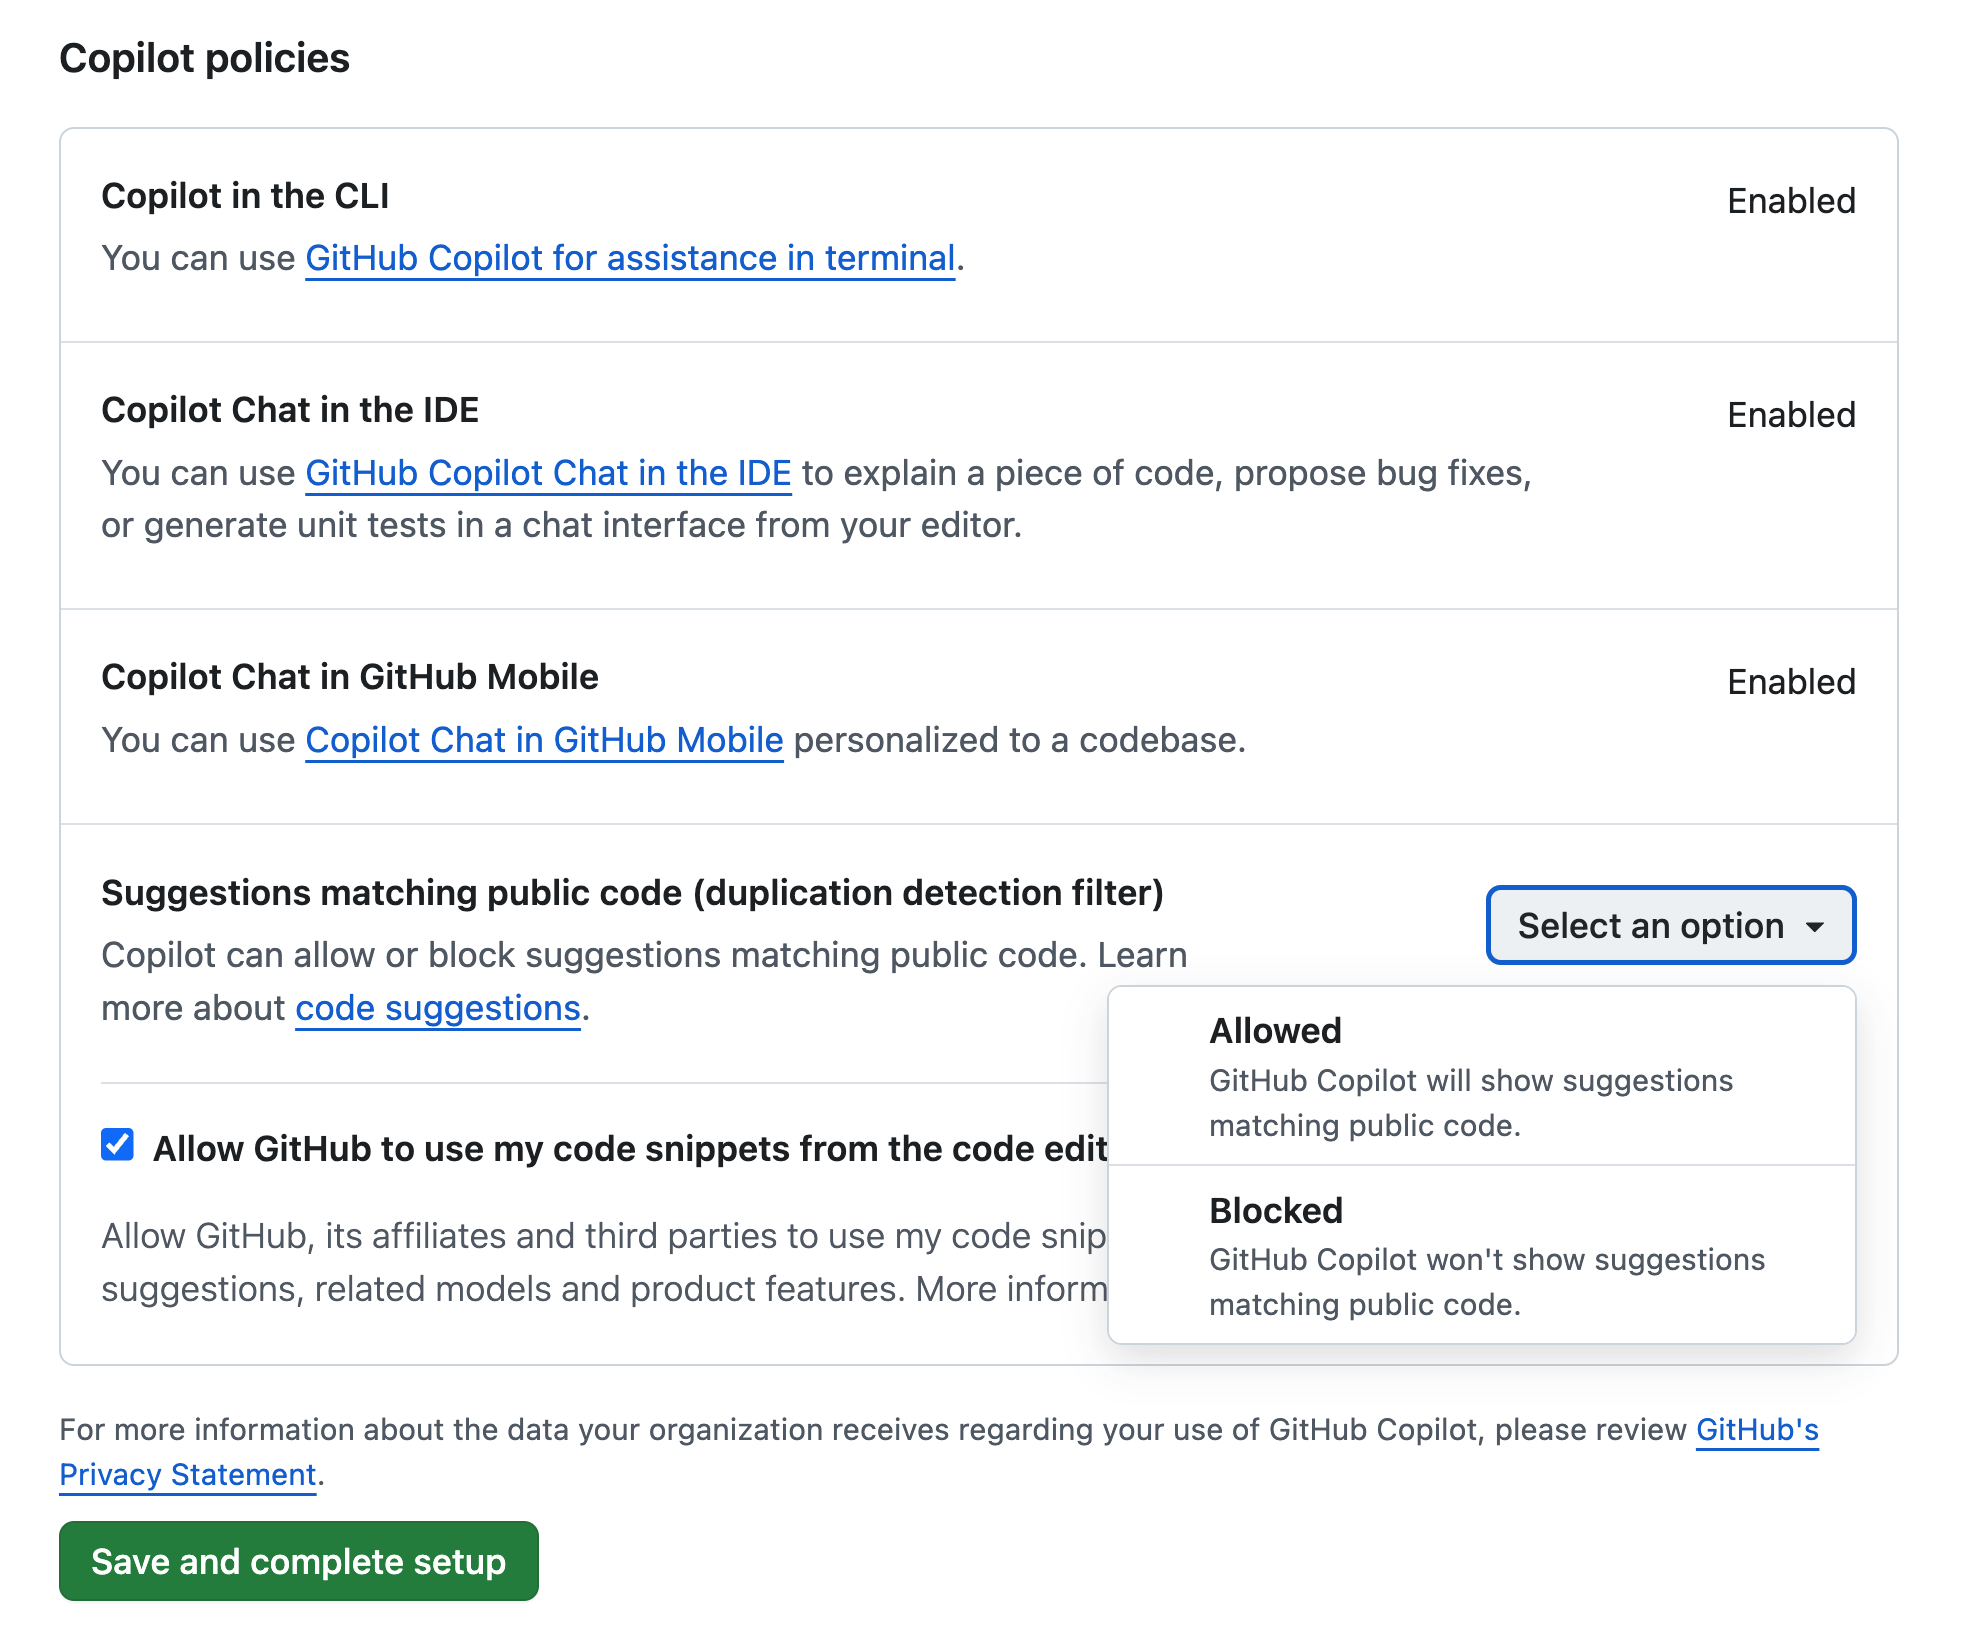 Copilot policies
Copilot in the CLI
Enabled
You can use GitHub Copilot for assistance in terminal.
Copilot Chat in the IDE
Enabled
You can use GitHub Copilot Chat in the IDE to explain a piece of code, propose bug fixes,
or generate unit tests in a chat interface from your editor.
Copilot Chat in GitHub Mobile
Enabled
You can use Copilot Chat in GitHub Mobile personalized to a codebase.
Suggestions matching public code (duplication detection filter)
Select an option
Copilot can allow or block suggestions matching public code. Learn
more about code suggestions.
Allowed
GitHub Copilot will show suggestions
matching public code.
Blocked
GitHub Copilot won't show suggestions
matching public code.
Allow GitHub to use my code snippets from the code edit
Allow GitHub, its affiliates and third parties to use my code snip
suggestions, related models and product features. More inform
For more information about the data your organization receives regarding your use of GitHub Copilot, please review GitHub's
Privacy Statement.
Save and complete setup